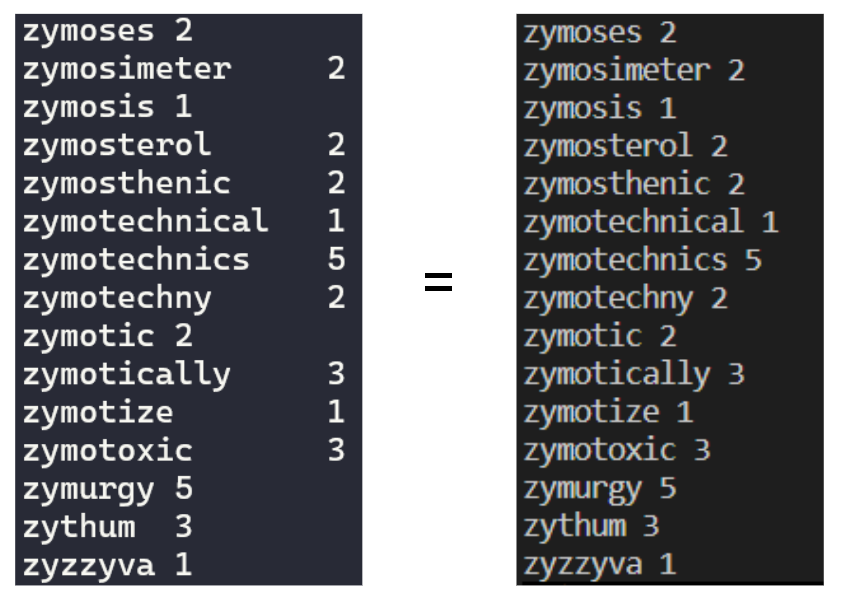 zymoses 2
zymosimeter 2
zymosis 1
zymosterol 2
zymosthenic 2
zymotechnical 1
zymotechnics 5
zymotechny 2
zymotic 2
zymotically 3
zymotize 1
zymotoxic 3
zymurgy 5
zythum 3
zyzzyva 1
=
zymoses 2
zymosimeter 2
zymosis 1
zymosterol 2
zymosthenic 2
zymotechnical 1
zymotechnics 5
zymotechny 2
zymotic 2
zymotically 3
zymotize 1
zymotoxic 3
zymurgy 5
zythum 3
zyzzyva 1